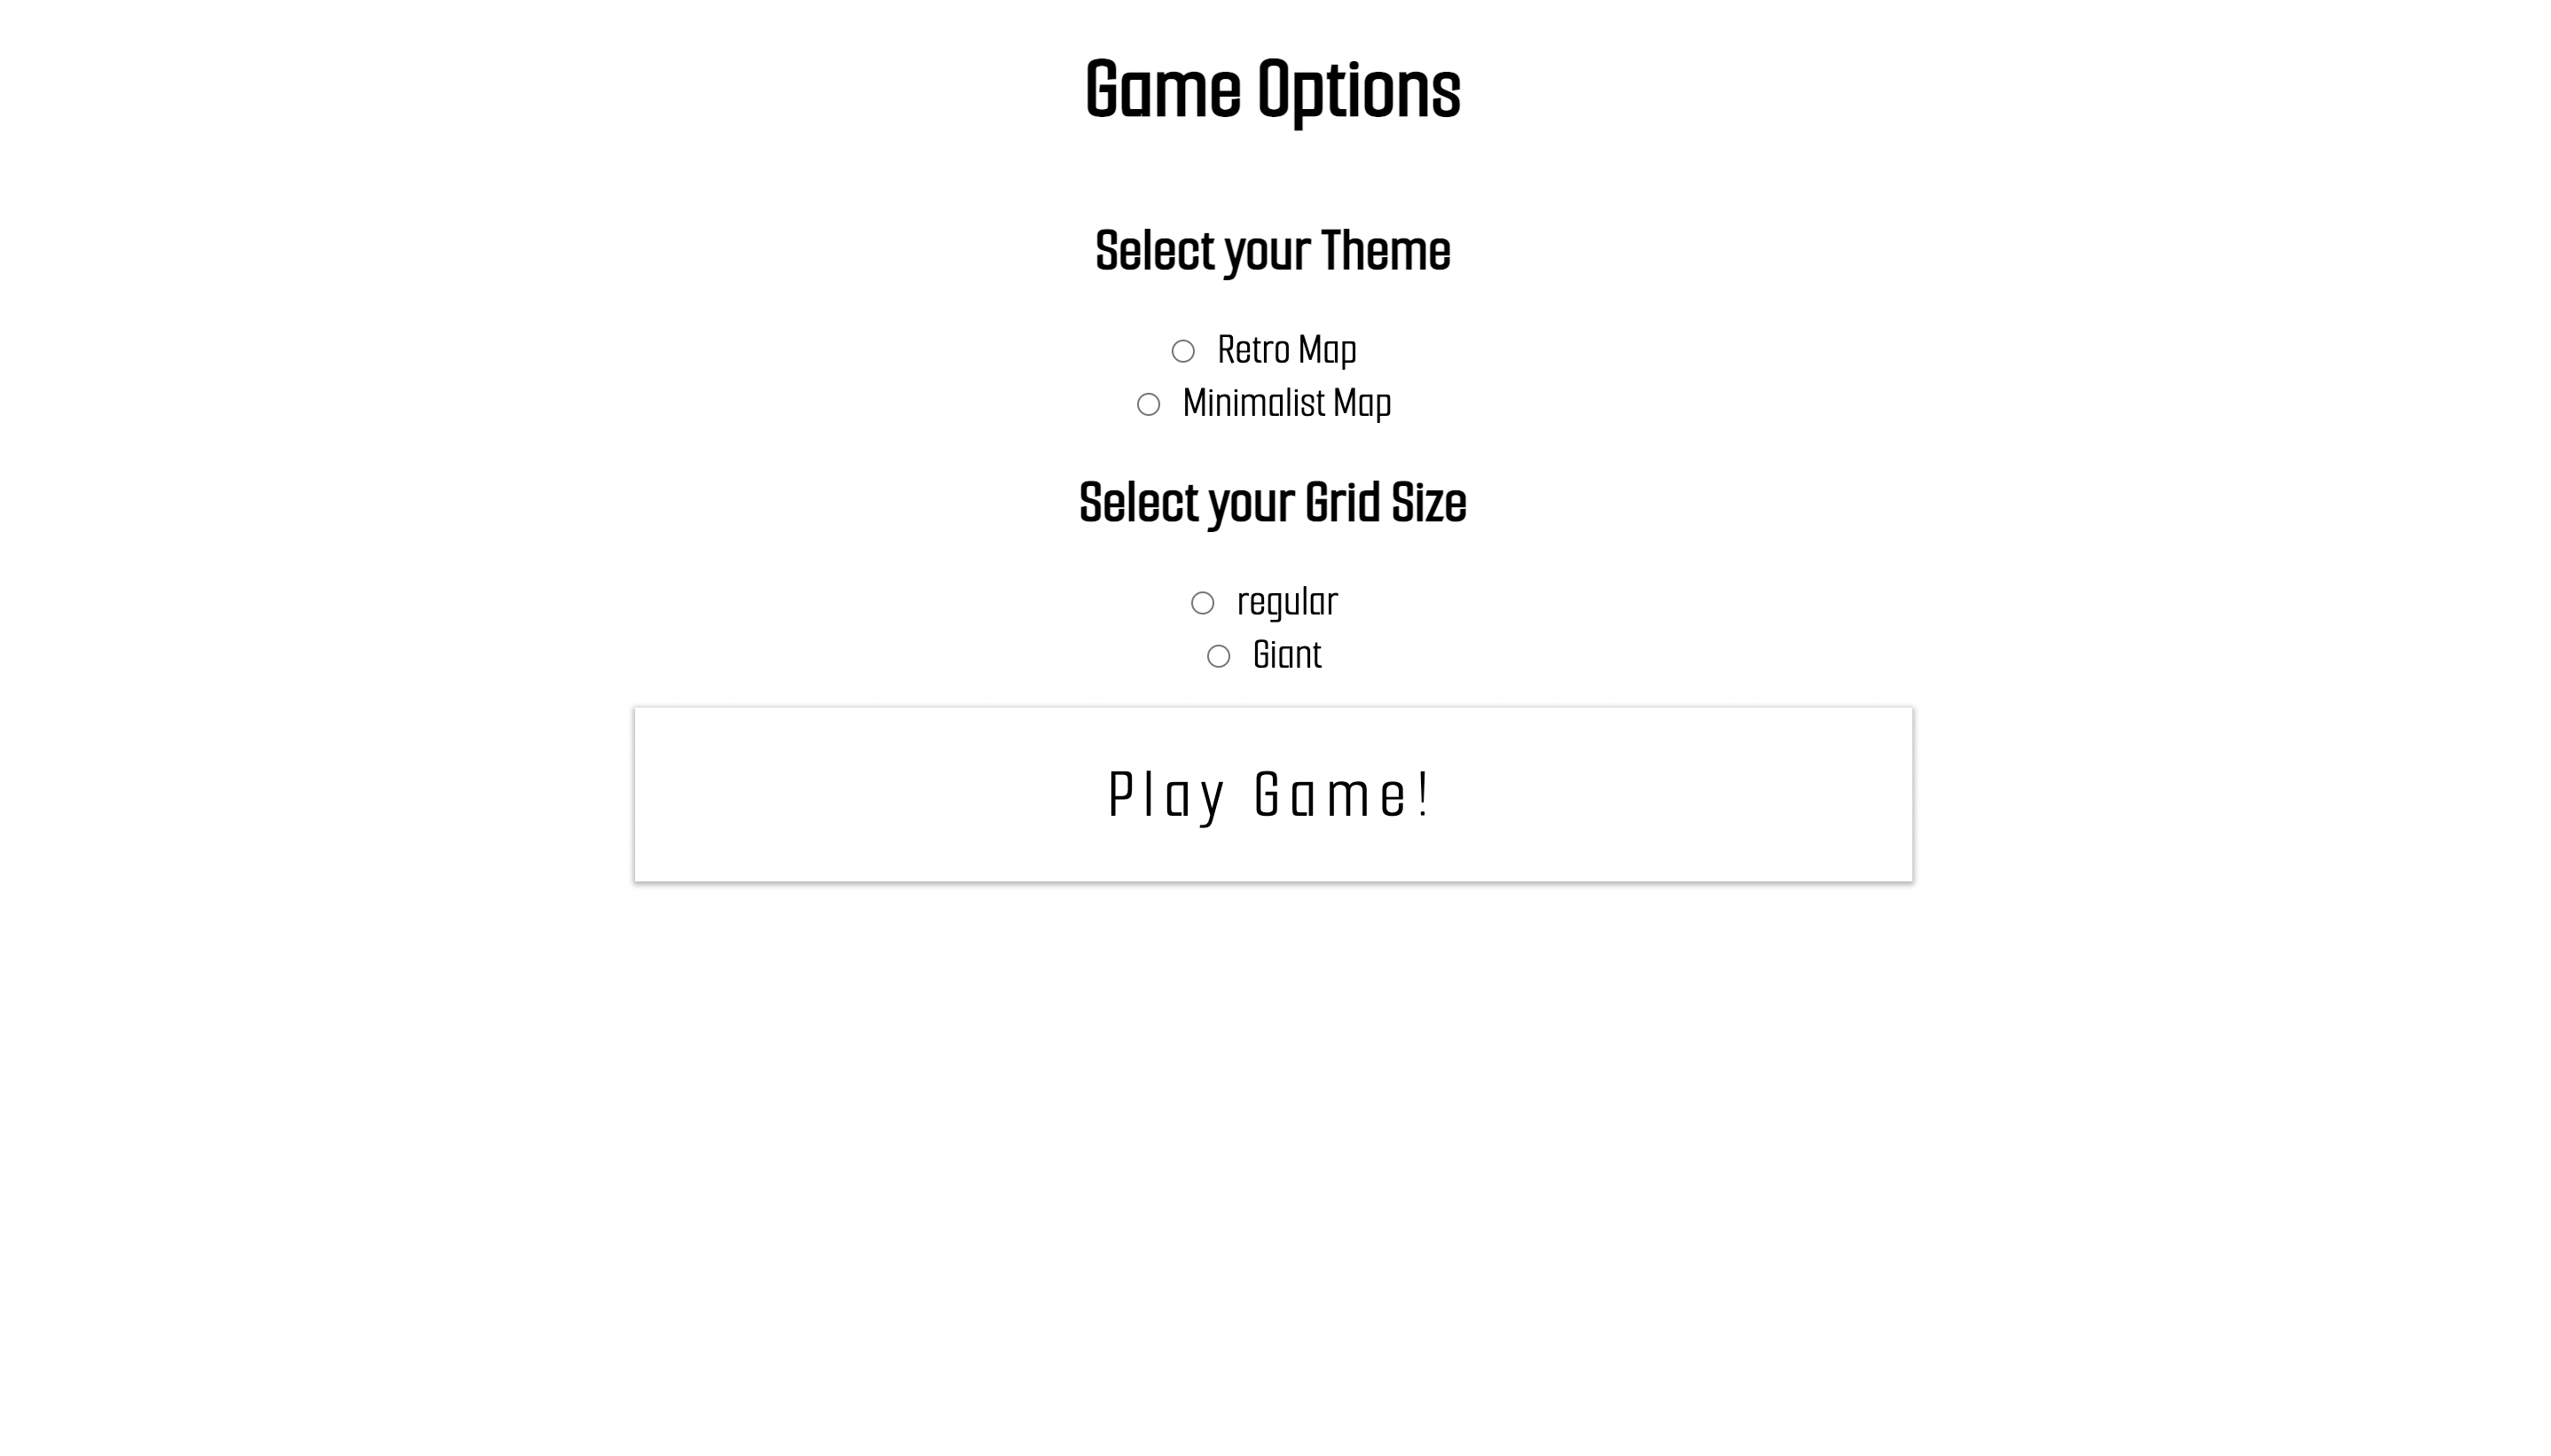 Game Options
Select your Theme
Retro Map
Minimalist Map
Select your Grid Size
regular
Giant
Play Game!